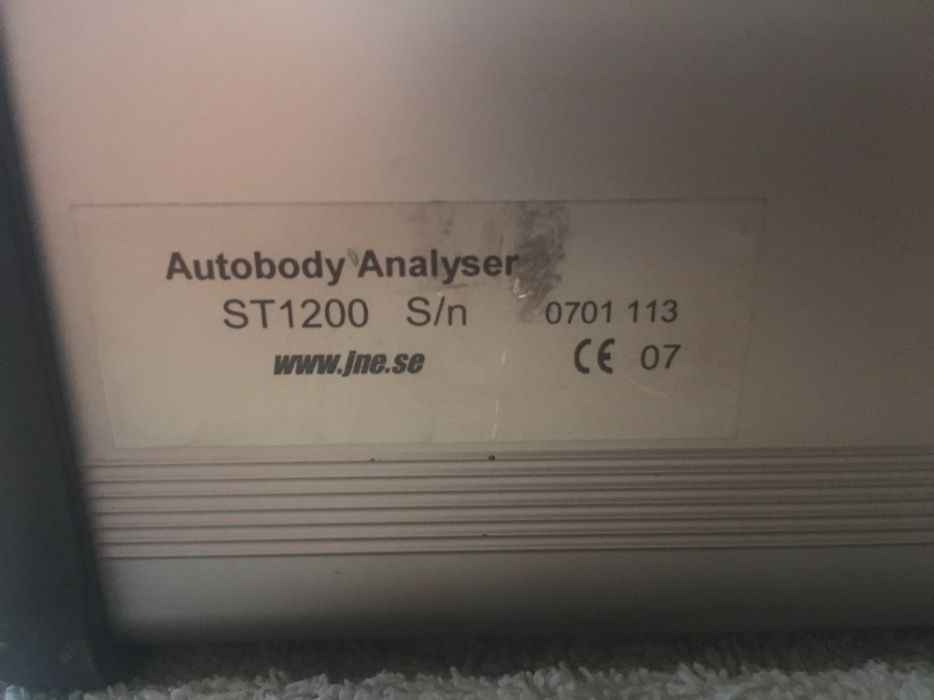 Autobody Analyser
ST1200 S/n 0701 113
www.jne.se CE 07